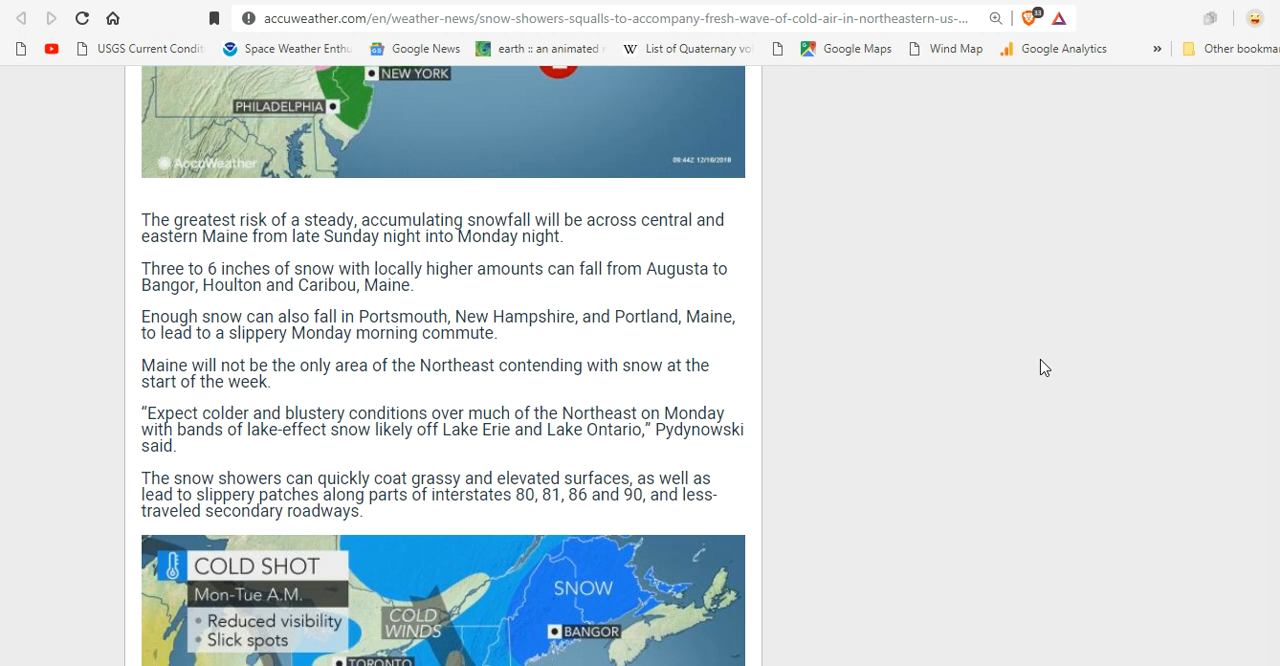 accuweather.com/en/weather-news/snow-showers-squalls-to-accompany-fresh-wave-of-cold-air-in-northeastern-us-...
33
USGS Current Condit
Space Weather Enthu
Google News
earth :: an animated
List of Quaternary vo
Google Maps
Wind Map
Google Analytics
»
Other bookma
NEW YORK
PHILADELPHIA
AccuWeather
The greatest risk of a steady, accumulating snowfall will be across central and
eastern Maine from late Sunday night into Monday night.
Three to 6 inches of snow with locally higher amounts can fall from Augusta to
Bangor, Houlton and Caribou, Maine.
Enough snow can also fall in Portsmouth, New Hampshire, and Portland, Maine,
to lead to a slippery Monday morning commute.
Maine will not be the only area of the Northeast contending with snow at the
start of the week.
“Expect colder and blustery conditions over much of the Northeast on Monday
with bands of lake-effect snow likely off Lake Erie and Lake Ontario,” Pydynowski
said.
The snow showers can quickly coat grassy and elevated surfaces, as well as
lead to slippery patches along parts of interstates 80, 81, 86 and 90, and less-
traveled secondary roadways.
COLD SHOT
Mon-Tue A.M.
• Reduced visibility
• Slick spots
COLD
WINDS
SNOW
BANGOR
TORONTO